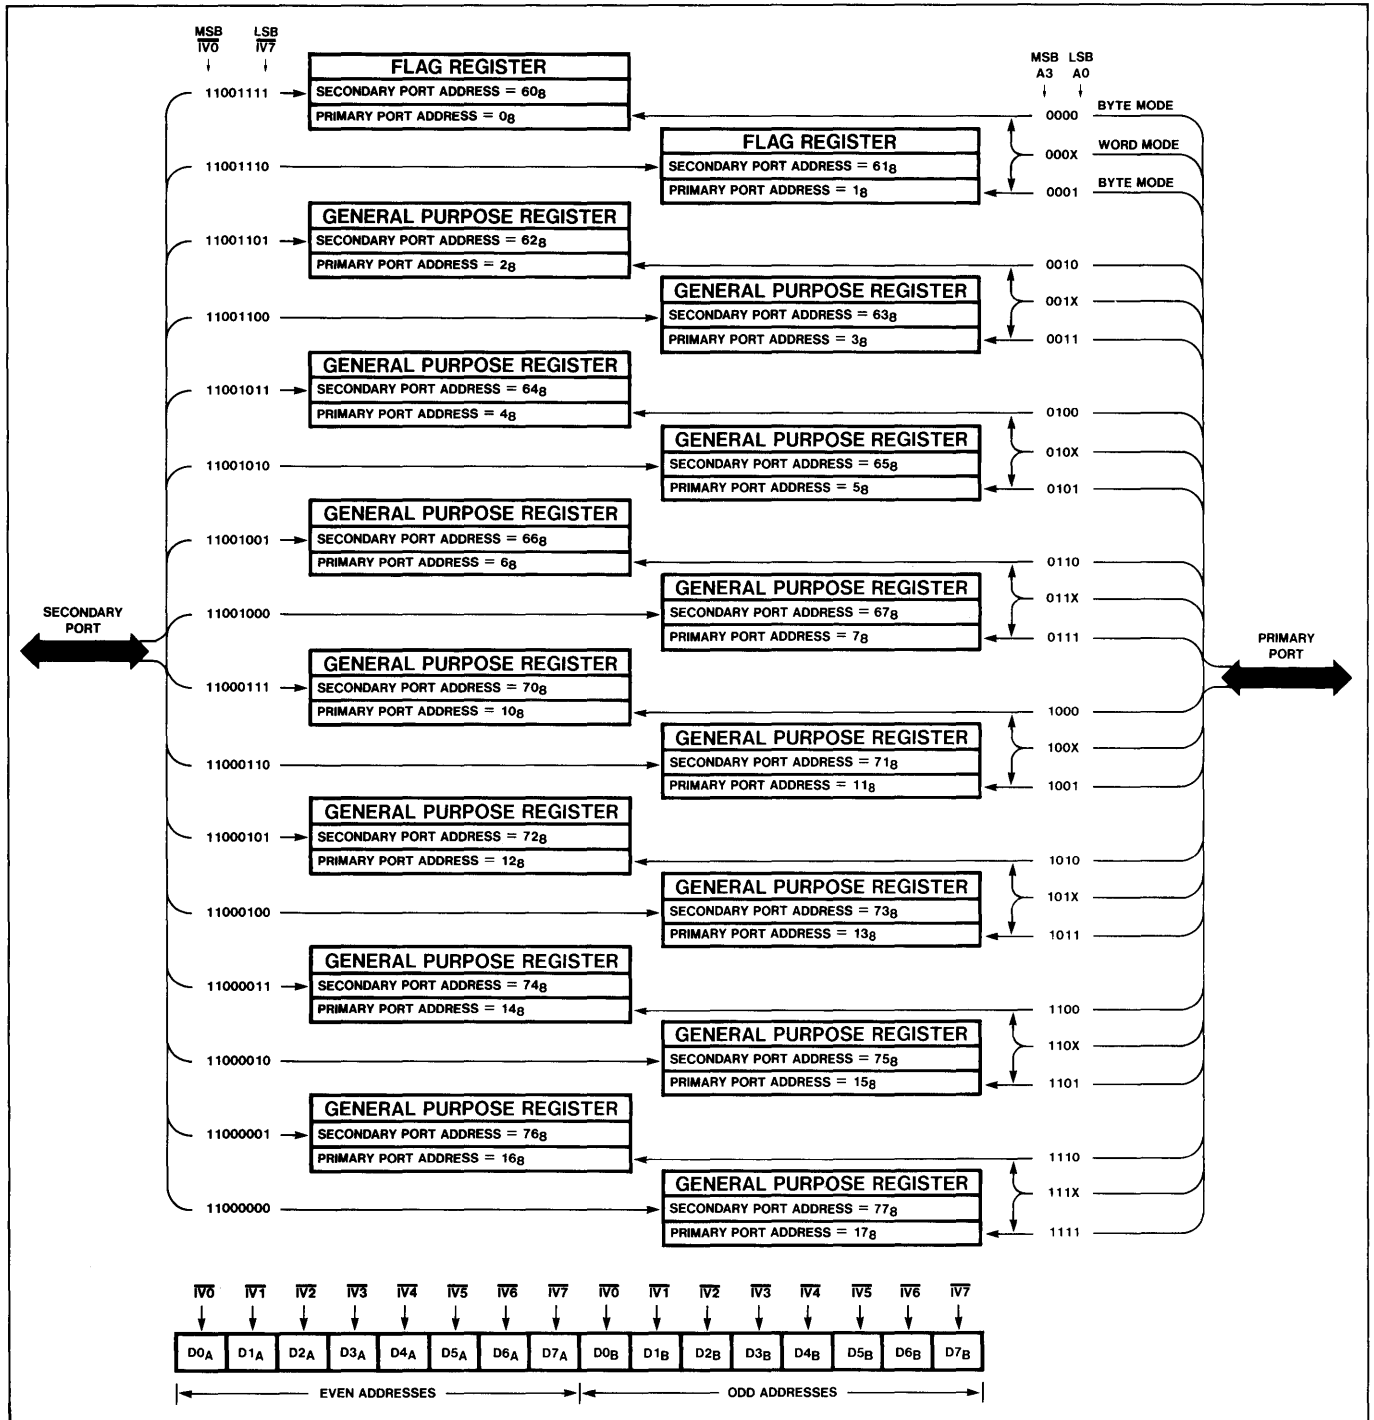 MSB LSB
IV0 IV7
FLAG REGISTER
MSB LSB
A3 A0
11001111
SECONDARY PORT ADDRESS = 60₈
PRIMARY PORT ADDRESS = 0₈
0000
BYTE MODE
FLAG REGISTER
000X
WORD MODE
11001110
SECONDARY PORT ADDRESS = 61₈
PRIMARY PORT ADDRESS = 1₈
0001
BYTE MODE
GENERAL PURPOSE REGISTER
11001101
SECONDARY PORT ADDRESS = 62₈
PRIMARY PORT ADDRESS = 2₈
0010
GENERAL PURPOSE REGISTER
001X
11001100
SECONDARY PORT ADDRESS = 63₈
PRIMARY PORT ADDRESS = 3₈
0011
GENERAL PURPOSE REGISTER
11001011
SECONDARY PORT ADDRESS = 64₈
PRIMARY PORT ADDRESS = 4₈
0100
GENERAL PURPOSE REGISTER
010X
11001010
SECONDARY PORT ADDRESS = 65₈
PRIMARY PORT ADDRESS = 5₈
0101
GENERAL PURPOSE REGISTER
11001001
SECONDARY PORT ADDRESS = 66₈
PRIMARY PORT ADDRESS = 6₈
0110
GENERAL PURPOSE REGISTER
011X
SECONDARY
PORT
11001000
SECONDARY PORT ADDRESS = 67₈
PRIMARY PORT ADDRESS = 7₈
0111
PRIMARY
PORT
GENERAL PURPOSE REGISTER
11000111
SECONDARY PORT ADDRESS = 70₈
PRIMARY PORT ADDRESS = 10₈
1000
GENERAL PURPOSE REGISTER
100X
11000110
SECONDARY PORT ADDRESS = 71₈
PRIMARY PORT ADDRESS = 11₈
1001
GENERAL PURPOSE REGISTER
11000101
SECONDARY PORT ADDRESS = 72₈
PRIMARY PORT ADDRESS = 12₈
1010
GENERAL PURPOSE REGISTER
101X
11000100
SECONDARY PORT ADDRESS = 73₈
PRIMARY PORT ADDRESS = 13₈
1011
GENERAL PURPOSE REGISTER
11000011
SECONDARY PORT ADDRESS = 74₈
PRIMARY PORT ADDRESS = 14₈
1100
GENERAL PURPOSE REGISTER
110X
11000010
SECONDARY PORT ADDRESS = 75₈
PRIMARY PORT ADDRESS = 15₈
1101
GENERAL PURPOSE REGISTER
11000001
SECONDARY PORT ADDRESS = 76₈
PRIMARY PORT ADDRESS = 16₈
1110
GENERAL PURPOSE REGISTER
111X
11000000
SECONDARY PORT ADDRESS = 77₈
PRIMARY PORT ADDRESS = 17₈
1111
IV0 IV1 IV2 IV3 IV4 IV5 IV6 IV7 IV0 IV1 IV2 IV3 IV4 IV5 IV6 IV7
D0A D1A D2A D3A D4A D5A D6A D7A D0B D1B D2B D3B D4B D5B D6B D7B
EVEN ADDRESSES ODD ADDRESSES